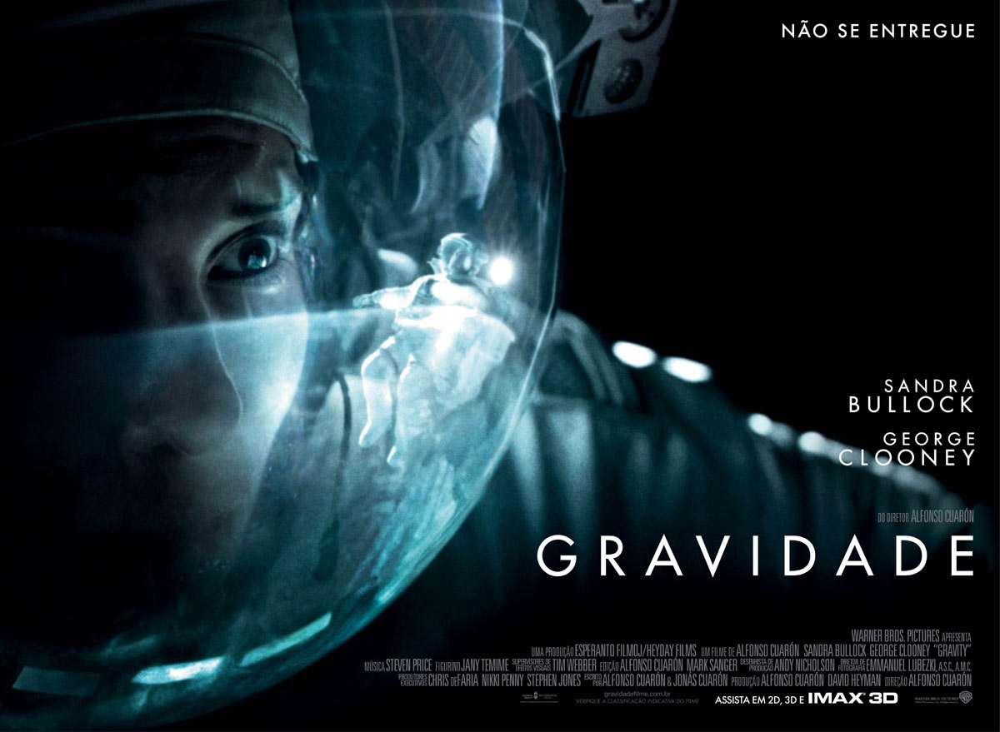 NÃO SE ENTREGUE
SANDRA
BULLOCK
GEORGE
CLOONEY
DO DIRETOR ALFONSO CUARÓN
GRAVIDADE
WARNER BROS. PICTURES APRESENTA
UMA PRODUÇÃO ESPERANTO FILMOJ/HEYDAY FILMS UM FILME DE ALFONSO CUARÓN SANDRA BULLOCK GEORGE CLOONEY "GRAVITY"
MÚSICA STEVEN PRICE FIGURINO JANY TEMIME SUPERVISORES DE EFEITOS VISUAIS TIM WEBBER EDIÇÃO ALFONSO CUARÓN MARK SANGER DESENHISTA DE PRODUÇÃO ANDY NICHOLSON DIRETOR DE FOTOGRAFIA EMMANUEL LUBEZKI, A.S.C., A.M.C.
PRODUTORES EXECUTIVOS CHRIS DeFARIA NIKKI PENNY STEPHEN JONES ESCRITO POR ALFONSO CUARÓN & JONÁS CUARÓN PRODUÇÃO ALFONSO CUARÓN DAVID HEYMAN DIREÇÃO ALFONSO CUARÓN
gravidadefilme.com.br
VERIFIQUE A CLASSIFICAÇÃO INDICATIVA DO FILME
ASSISTA EM 2D, 3D E IMAX 3D
WARNER BROS. PICTURES